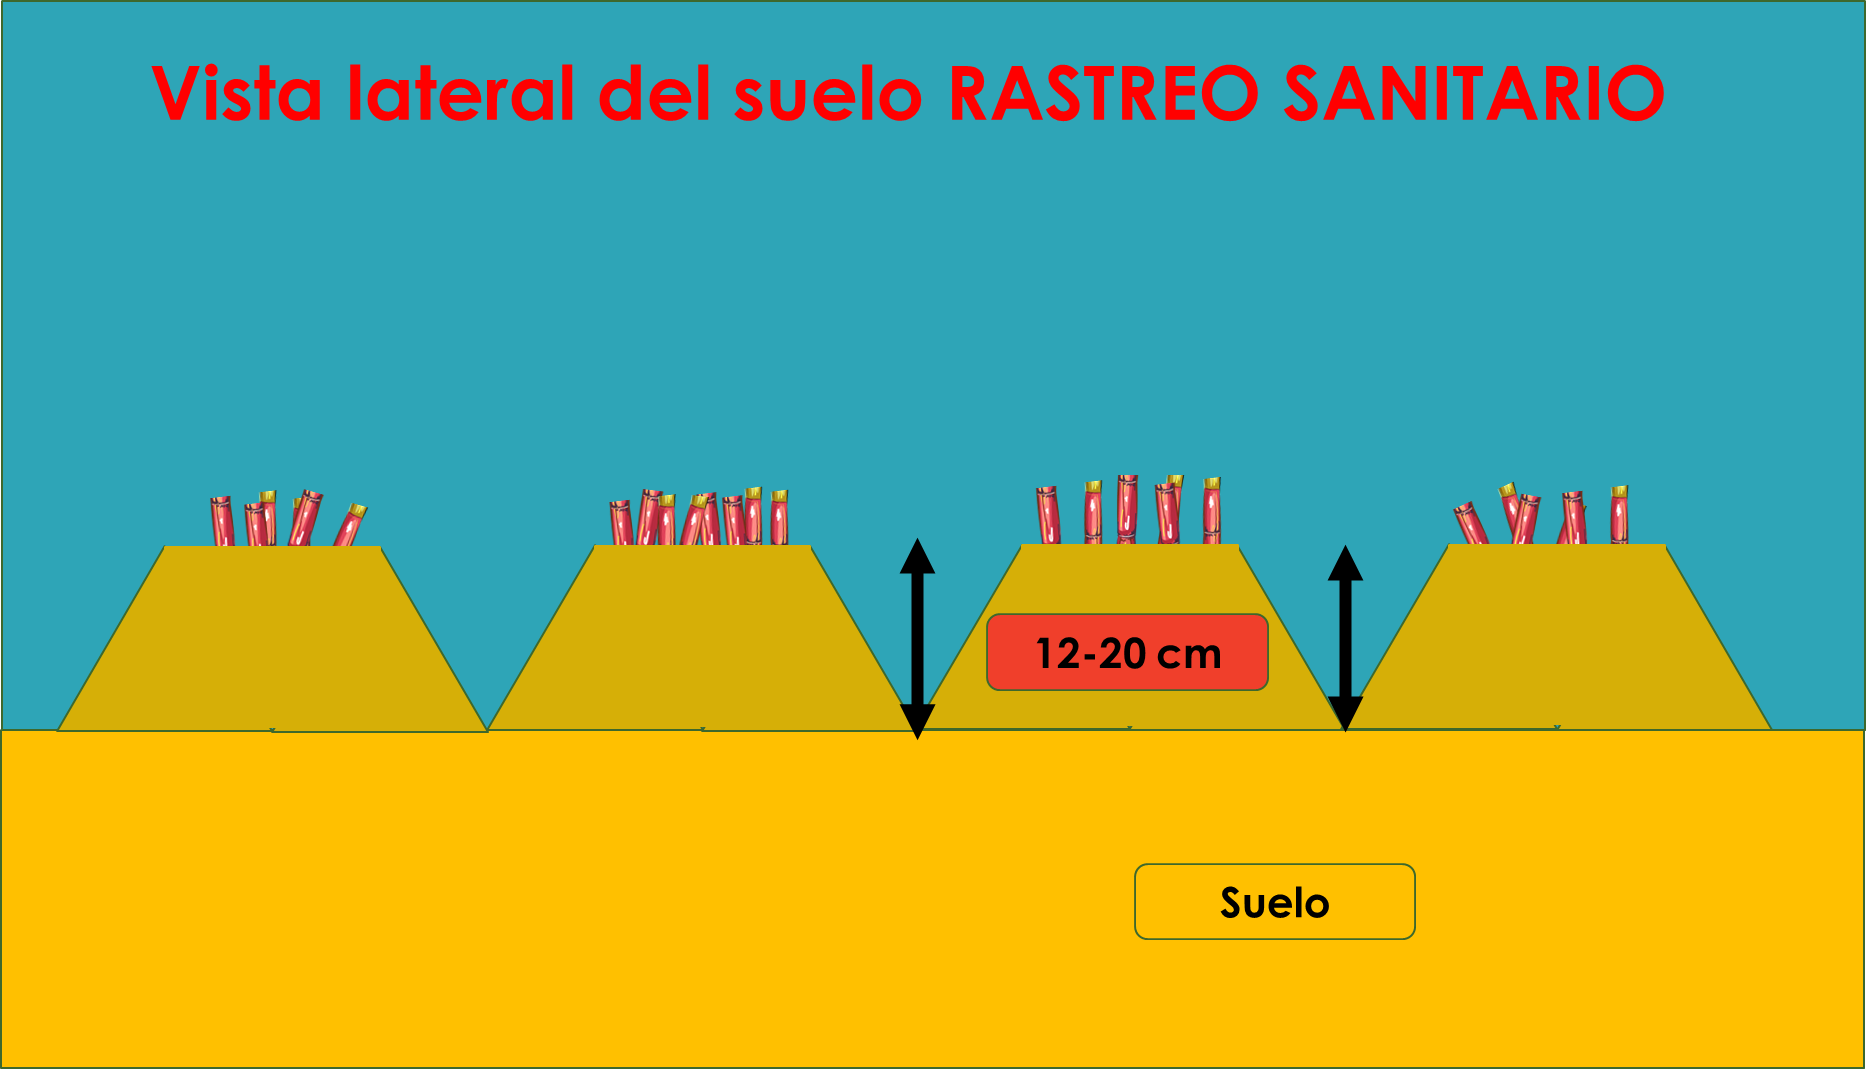 Vista lateral del suelo RASTREO SANITARIO
12-20 cm
Suelo